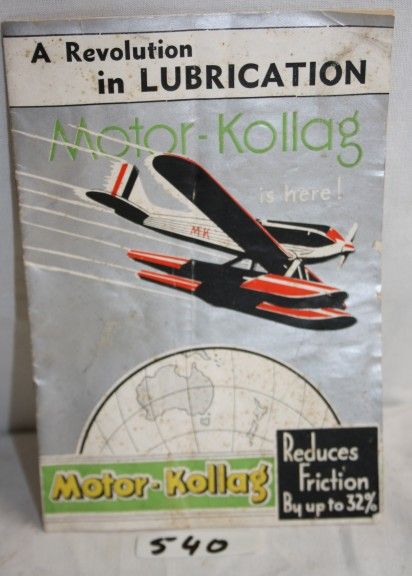 A Revolution
in LUBRICATION
Motor-Kollag
is here!
MK
Motor-Kollag
Reduces
Friction
By up to 32%
540